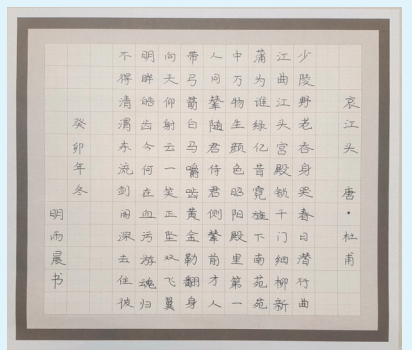 哀江头 唐·杜甫
少陵野老吞声哭春日潜行曲
江曲江头宫殿锁千门细柳新
蒲为谁绿忆昔霓旌下南苑苑
中万物生颜色昭阳殿里第一
人同辇随君侍君侧辇前才人
带弓箭白马嚼啮黄金勒翻身
向天仰射云一笑正坠双飞翼
明眸皓齿今何在血污游魂归
不得清渭东流剑阁深去住彼
癸卯年冬
明雨晨书